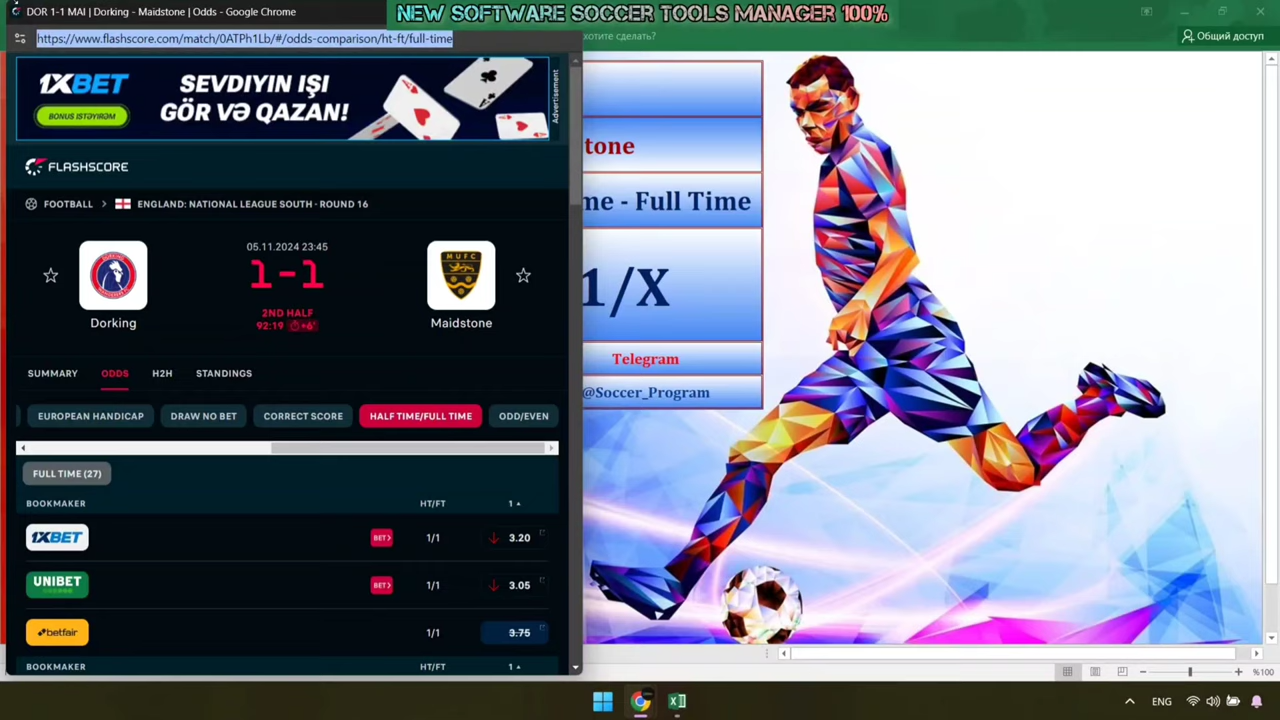 DOR 1-1 MAI | Dorking - Maidstone | Odds - Google Chrome
NEW SOFTWARE SOCCER TOOLS MANAGER 100%
https://www.flashscore.com/match/0ATPh1Lb/#/odds-comparison/ht-ft/full-time
хотите сделать?
Общий доступ
1XBET
BONUS İSTƏYİRƏM
SEVDIYIN IŞI
GÖR VƏ QAZAN!
Advertisement
FLASHSCORE
FOOTBALL > ENGLAND: NATIONAL LEAGUE SOUTH - ROUND 16
05.11.2024 23:45
1-1
2ND HALF
92:19 +6'
MUFC
Dorking
Maidstone
SUMMARY ODDS H2H STANDINGS
EUROPEAN HANDICAP DRAW NO BET CORRECT SCORE HALF TIME/FULL TIME ODD/EVEN
FULL TIME (27)
BOOKMAKER HT/FT 1
1XBET BET> 1/1 3.20
UNIBET BET> 1/1 3.05
betfair 1/1 3.75
BOOKMAKER HT/FT 1
tone
me - Full Time
1/X
Telegram
@Soccer_Program
%100
ENG